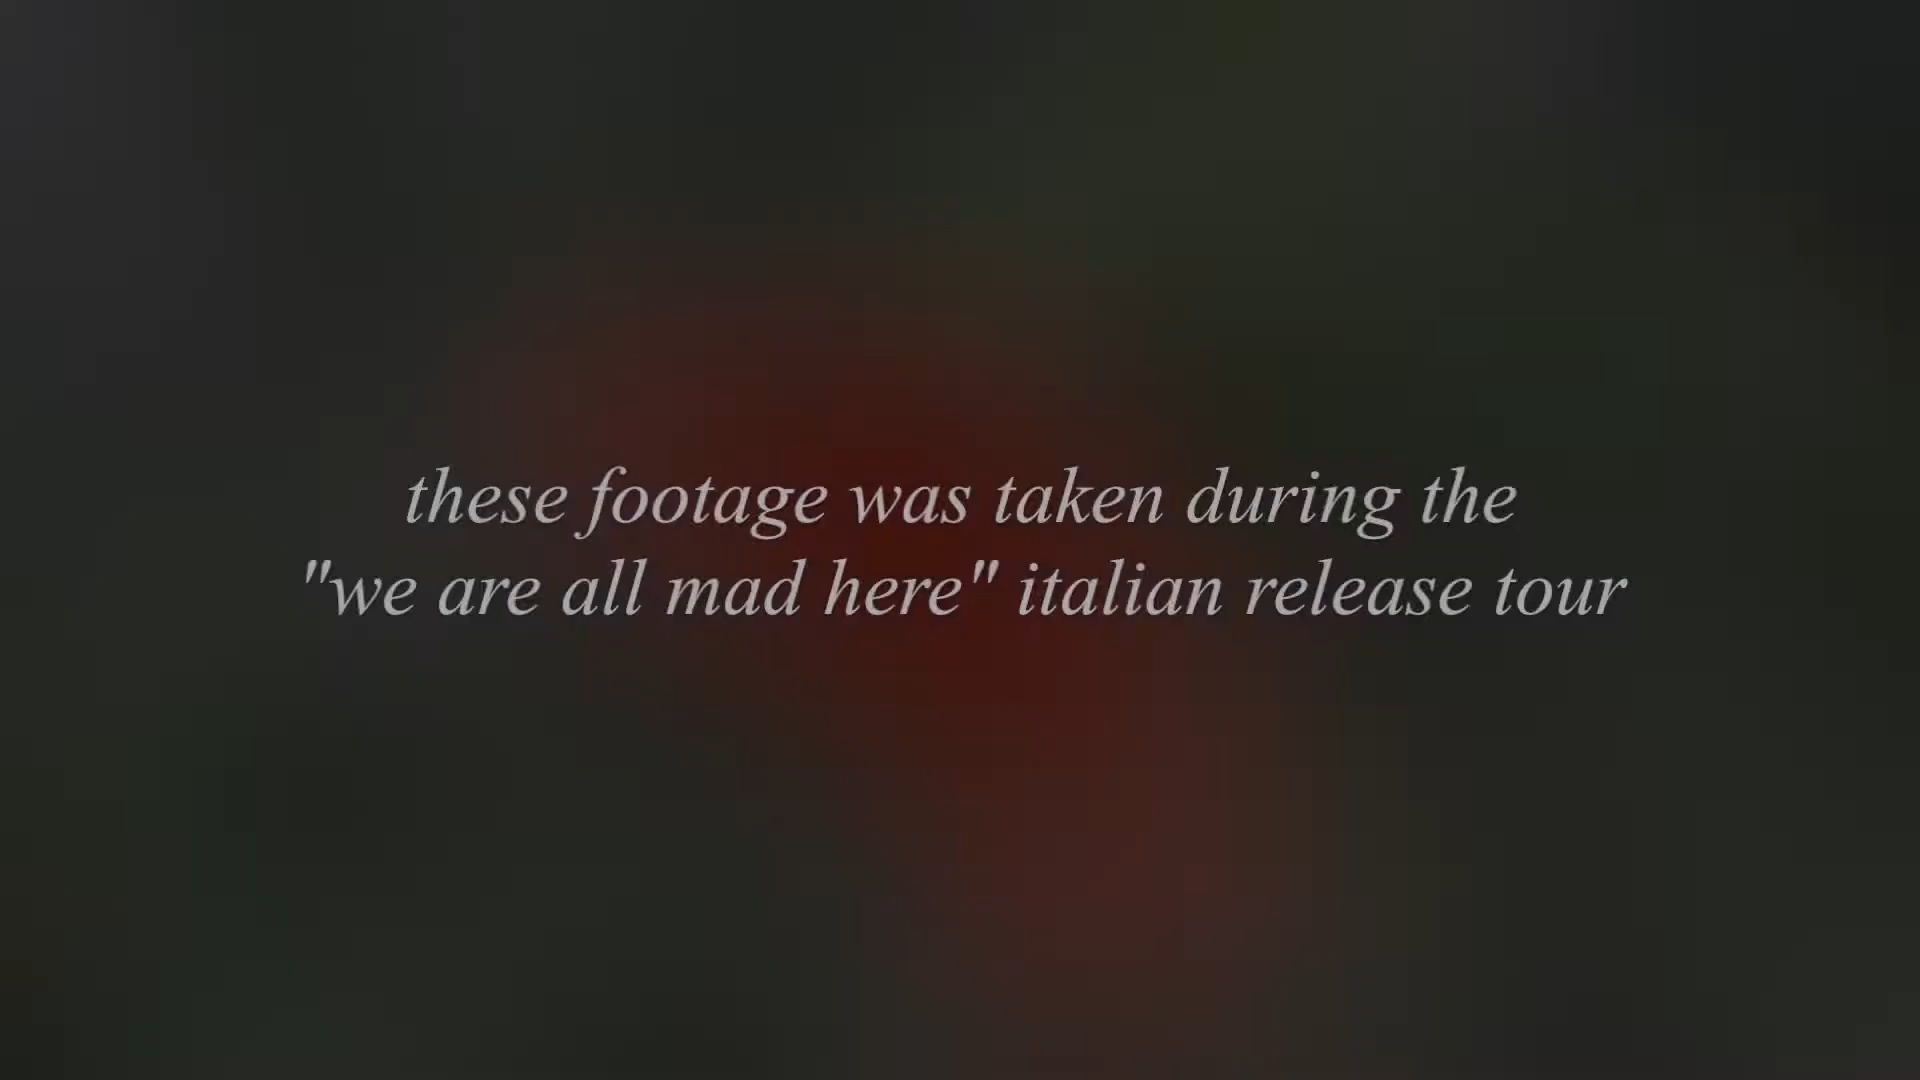 these footage was taken during the
"we are all mad here" italian release tour